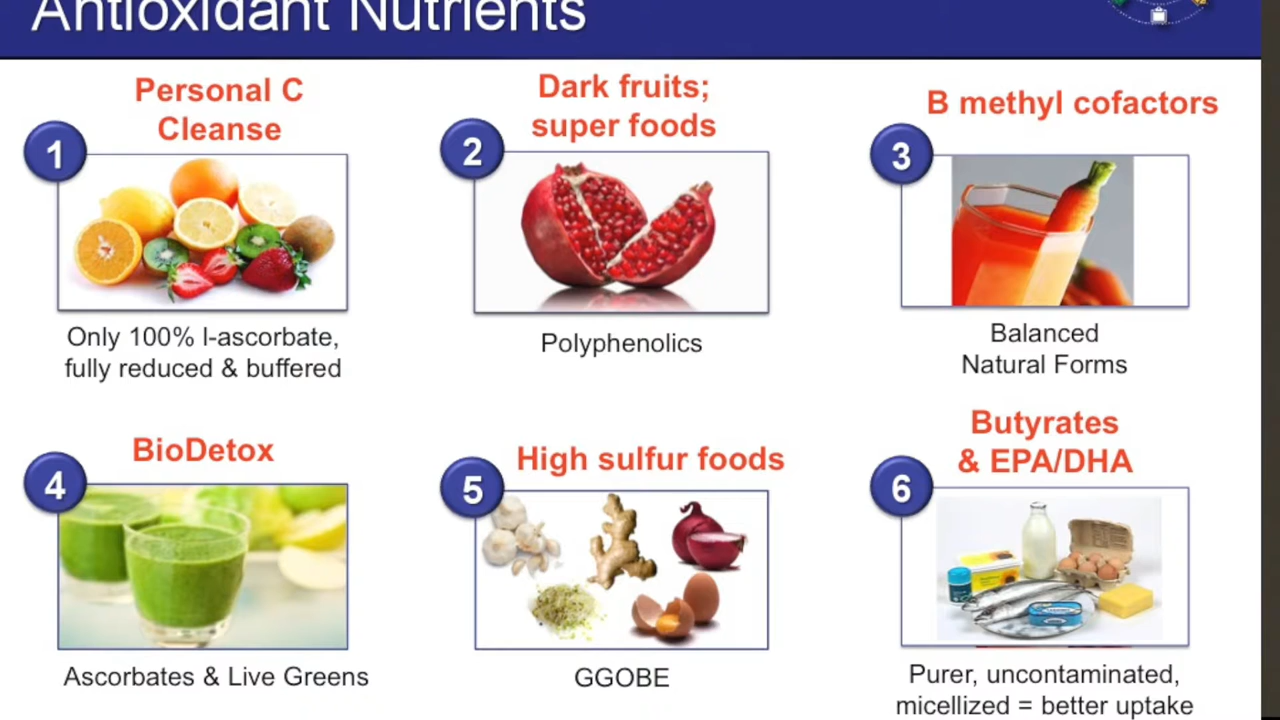 Antioxidant Nutrients
Personal C
Cleanse
1
Only 100% l-ascorbate,
fully reduced & buffered
Dark fruits;
super foods
2
Polyphenolics
B methyl cofactors
3
Balanced
Natural Forms
BioDetox
4
Ascorbates & Live Greens
High sulfur foods
5
GGOBE
Butyrates
& EPA/DHA
6
Purer, uncontaminated,
micellized = better uptake